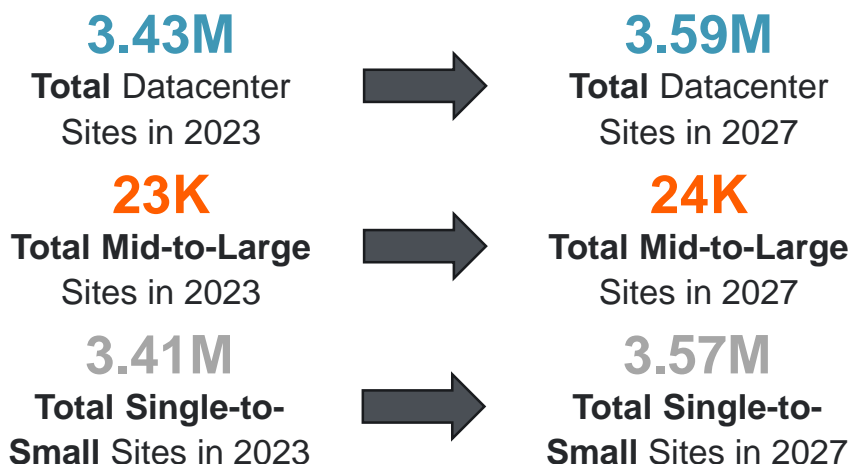 3.43M
Total Datacenter
Sites in 2023
3.59M
Total Datacenter
Sites in 2027
23K
Total Mid-to-Large
Sites in 2023
24K
Total Mid-to-Large
Sites in 2027
3.41M
Total Single-to-
Small Sites in 2023
3.57M
Total Single-to-
Small Sites in 2027